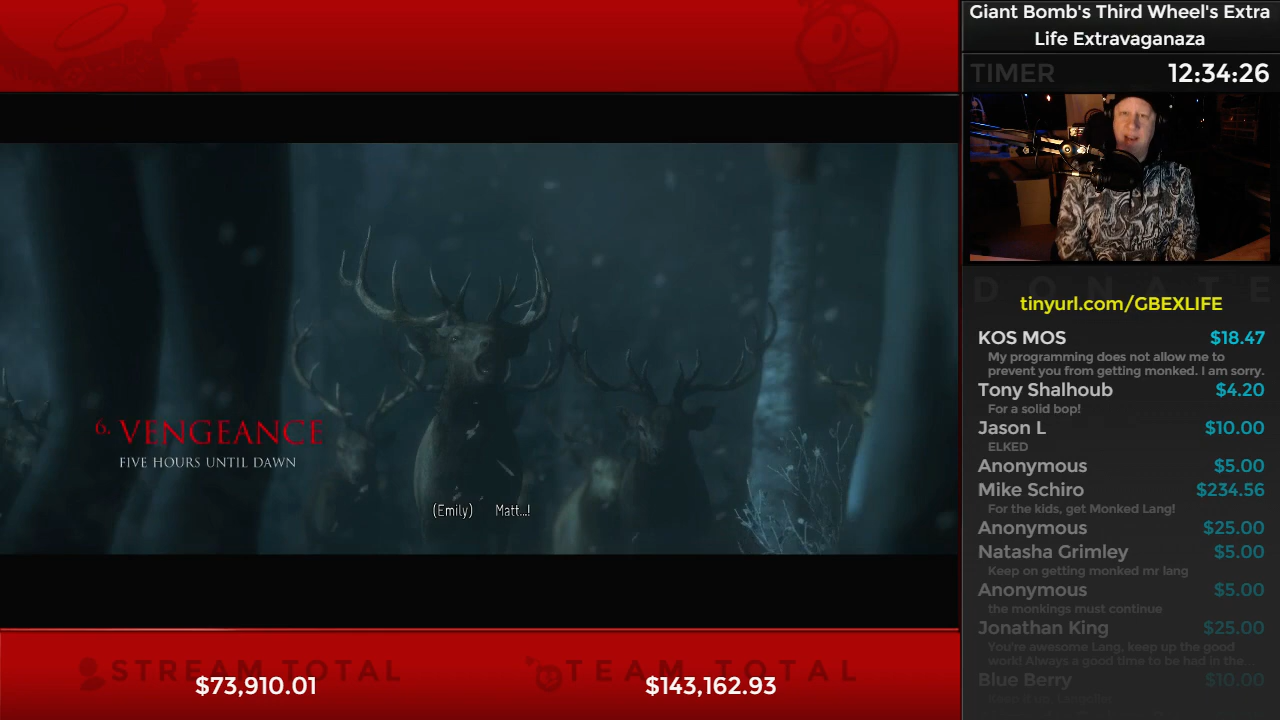 Giant Bomb's Third Wheel's Extra
Life Extravaganaza
TIMER 12:34:26
DONATE
tinyurl.com/GBEXLIFE
KOS MOS $18.47
My programming does not allow me to
prevent you from getting monked. I am sorry.
Tony Shalhoub $4.20
For a solid bop!
Jason L $10.00
ELKED
Anonymous $5.00
Mike Schiro $234.56
For the kids, get Monked Lang!
Anonymous $25.00
Natasha Grimley $5.00
Keep on getting monked mr lang
Anonymous $5.00
the monkings must continue
Jonathan King $25.00
You're awesome Lang, keep up the good
work! Always a good time to be had in the...
Blue Berry $10.00
6. VENGEANCE
FIVE HOURS UNTIL DAWN
(Emily) Matt...!
STREAM TOTAL
$73,910.01
TEAM TOTAL
$143,162.93